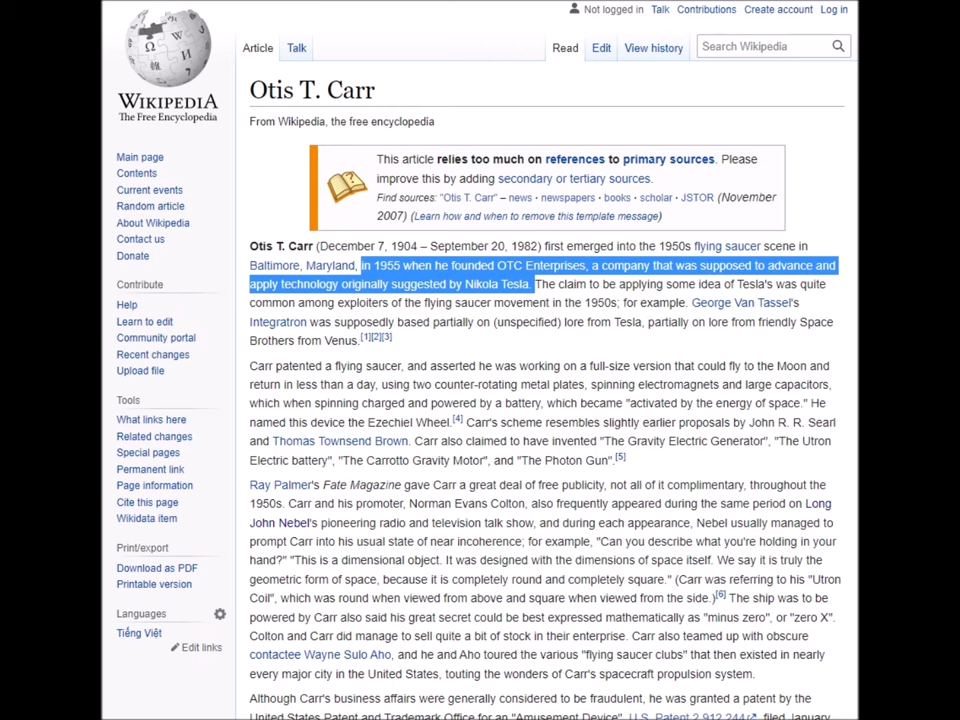 Not logged in Talk Contributions Create account Log in
Article Talk Read Edit View history Search Wikipedia
WIKIPEDIA
The Free Encyclopedia
Main page
Contents
Current events
Random article
About Wikipedia
Contact us
Donate
Contribute
Help
Learn to edit
Community portal
Recent changes
Upload file
Tools
What links here
Related changes
Special pages
Permanent link
Page information
Cite this page
Wikidata item
Print/export
Download as PDF
Printable version
Languages
Tiếng Việt
Edit links
Otis T. Carr
From Wikipedia, the free encyclopedia
This article relies too much on references to primary sources. Please
improve this by adding secondary or tertiary sources.
Find sources: "Otis T. Carr" – news · newspapers · books · scholar · JSTOR (November
2007) (Learn how and when to remove this template message)
Otis T. Carr (December 7, 1904 – September 20, 1982) first emerged into the 1950s flying saucer scene in
Baltimore, Maryland, in 1955 when he founded OTC Enterprises, a company that was supposed to advance and
apply technology originally suggested by Nikola Tesla. The claim to be applying some idea of Tesla's was quite
common among exploiters of the flying saucer movement in the 1950s; for example. George Van Tassel's
Integratron was supposedly based partially on (unspecified) lore from Tesla, partially on lore from friendly Space
Brothers from Venus.[1][2][3]
Carr patented a flying saucer, and asserted he was working on a full-size version that could fly to the Moon and
return in less than a day, using two counter-rotating metal plates, spinning electromagnets and large capacitors,
which when spinning charged and powered by a battery, which became "activated by the energy of space." He
named this device the Ezechiel Wheel.[4] Carr's scheme resembles slightly earlier proposals by John R. R. Searl
and Thomas Townsend Brown. Carr also claimed to have invented "The Gravity Electric Generator", "The Utron
Electric battery", "The Carrotto Gravity Motor", and "The Photon Gun".[5]
Ray Palmer's Fate Magazine gave Carr a great deal of free publicity, not all of it complimentary, throughout the
1950s. Carr and his promoter, Norman Evans Colton, also frequently appeared during the same period on Long
John Nebel's pioneering radio and television talk show, and during each appearance, Nebel usually managed to
prompt Carr into his usual state of near incoherence; for example, "Can you describe what you're holding in your
hand?" "This is a dimensional object. It was designed with the dimensions of space itself. We say it is truly the
geometric form of space, because it is completely round and completely square." (Carr was referring to his "Utron
Coil", which was round when viewed from above and square when viewed from the side.)[6] The ship was to be
powered by Carr also said his great secret could be best expressed mathematically as "minus zero", or "zero X".
Colton and Carr did manage to sell quite a bit of stock in their enterprise. Carr also teamed up with obscure
contactee Wayne Sulo Aho, and he and Aho toured the various "flying saucer clubs" that then existed in nearly
every major city in the United States, touting the wonders of Carr's spacecraft propulsion system.
Although Carr's business affairs were generally considered to be fraudulent, he was granted a patent by the
United States Patent and Trademark Office for an "Amusement Device", U.S. Patent 2,912,244, filed January